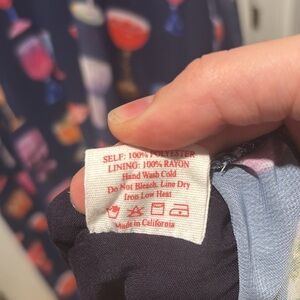 SELF: 100% POLYESTER
LINING: 100% RAYON
Hand Wash Cold
Do Not Bleach, Line Dry
Iron Low Heat
Made in California